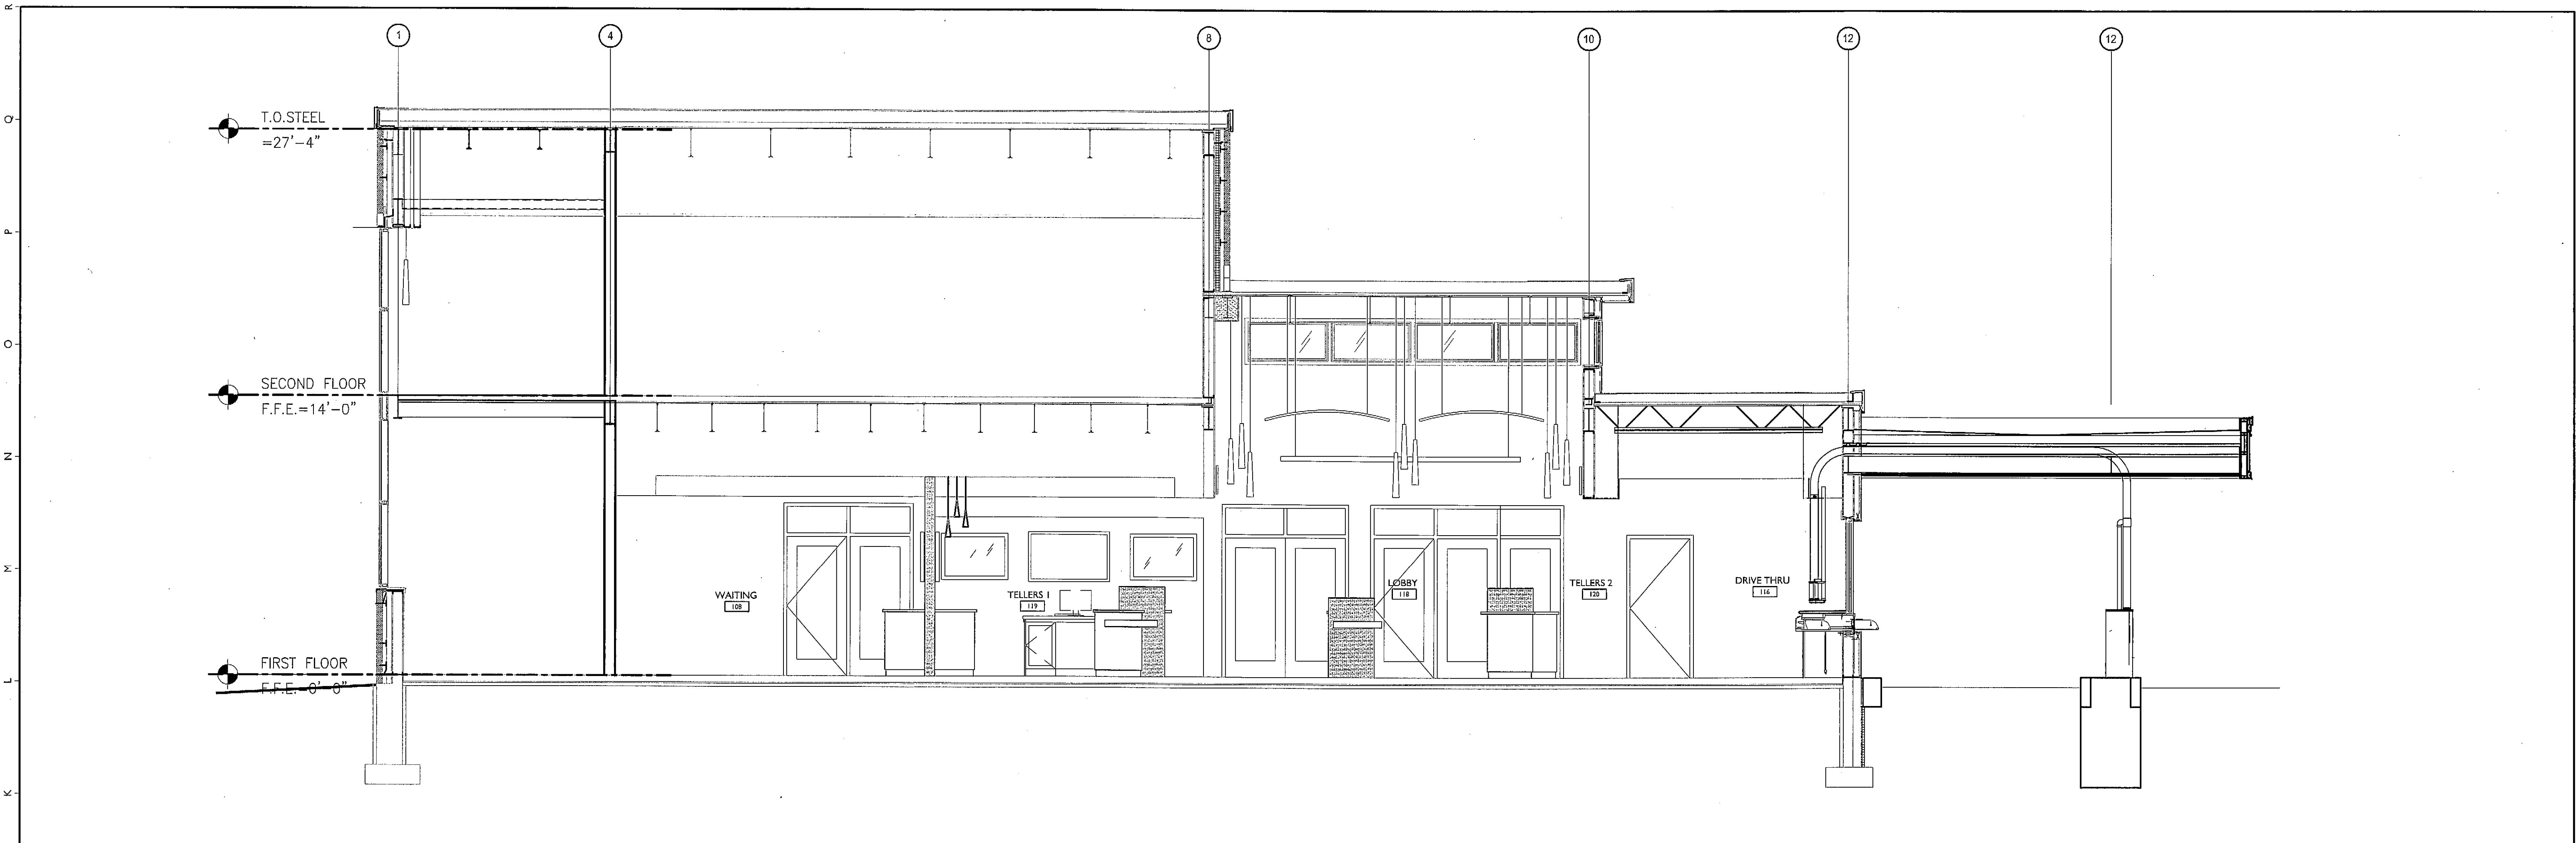 R
1
4
8
10
12
12
Q
T.O.STEEL
=27'-4"
P
O
SECOND FLOOR
F.F.E.=14'-0"
N
M
WAITING
108
TELLERS 1
119
LOBBY
118
TELLERS 2
120
DRIVE THRU
116
FIRST FLOOR
F.F.E.=0'-0"
L
K